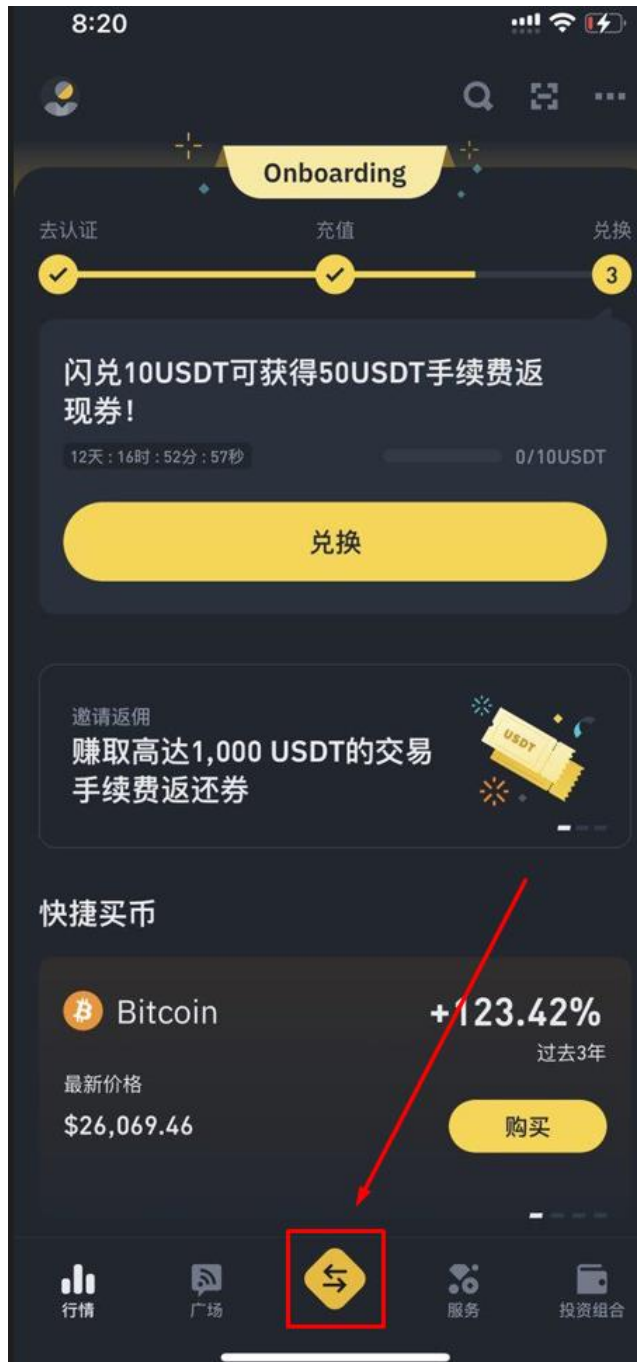 8:20
Onboarding
去认证
充值
兑换
3
闪兑10USDT可获得50USDT手续费返
现券!
12天:16时:52分:57秒
0/10USDT
兑换
邀请返佣
赚取高达1,000 USDT的交易
手续费返还券
USDT
快捷买币
Bitcoin
+123.42%
过去3年
最新价格
$26,069.46
购买
行情
广场
服务
投资组合